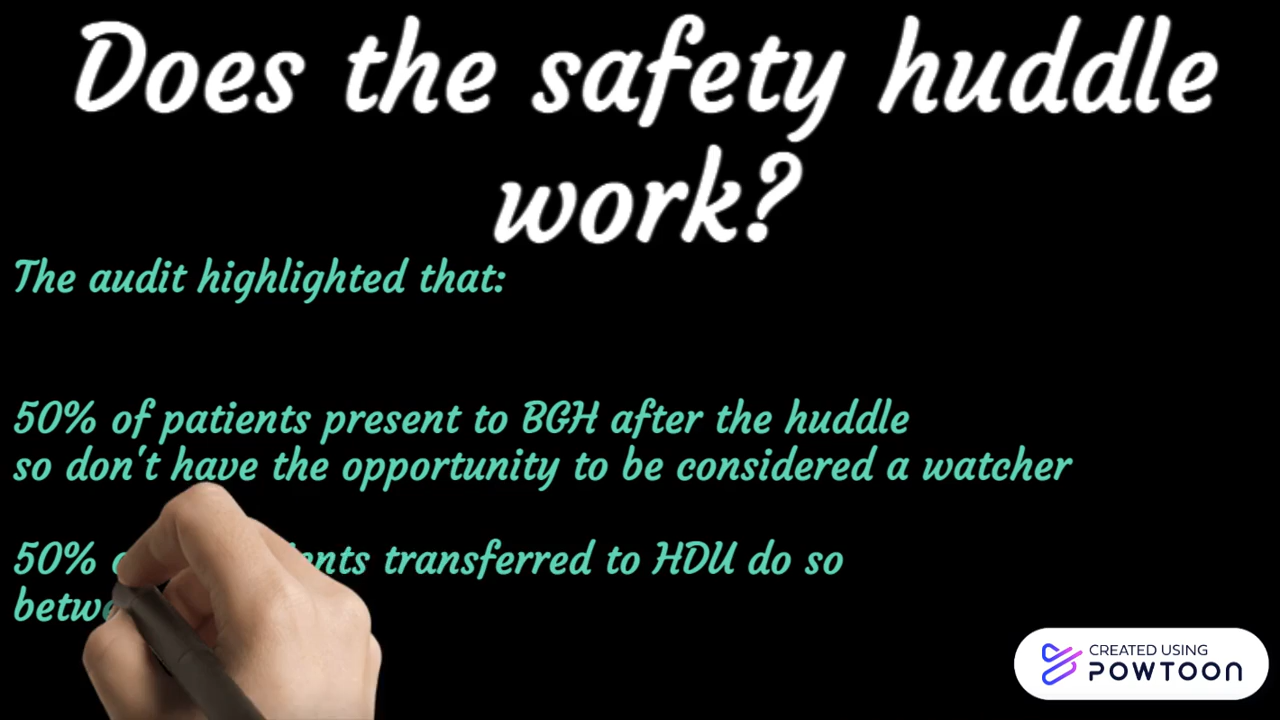 Does the safety huddle
work?
The audit highlighted that:
50% of patients present to BGH after the huddle
so don't have the opportunity to be considered a watcher
50% transferred to HDU do so
CREATED USING
POWTOON